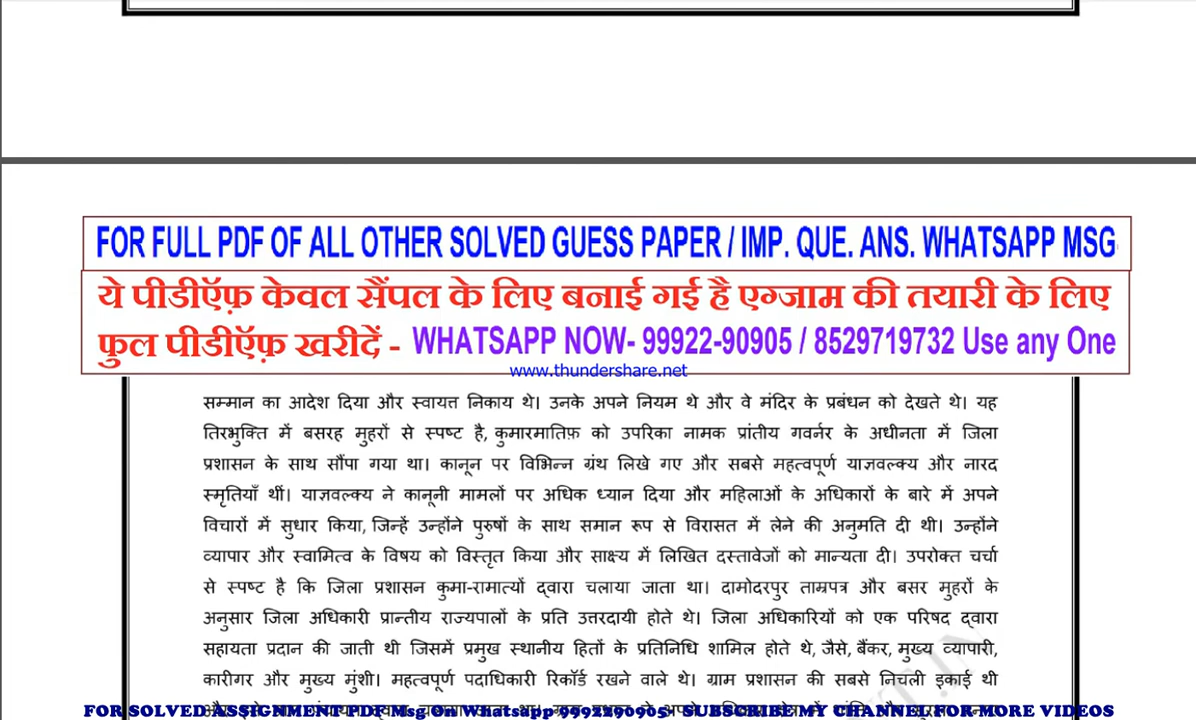 FOR FULL PDF OF ALL OTHER SOLVED GUESS PAPER / IMP. QUE. ANS. WHATSAPP MSG
ये पीडीऍफ़ केवल सैंपल के लिए बनाई गई है एग्जाम की तयारी के लिए
फुल पीडीऍफ़ खरीदें - WHATSAPP NOW- 99922-90905 / 8529719732 Use any One
www.thundershare.net
सम्मान का आदेश दिया और स्वायत्त निकाय थे। उनके अपने नियम थे और वे मंदिर के प्रबंधन को देखते थे। यह
तिरभुक्ति में बसरह मुहरों से स्पष्ट है, कुमारमातिफ़ को उपरिका नामक प्रांतीय गवर्नर के अधीनता में जिला
प्रशासन के साथ सौंपा गया था। कानून पर विभिन्न ग्रंथ लिखे गए और सबसे महत्वपूर्ण याज्ञवल्क्य और नारद
स्मृतियाँ थीं। याज्ञवल्क्य ने कानूनी मामलों पर अधिक ध्यान दिया और महिलाओं के अधिकारों के बारे में अपने
विचारों में सुधार किया, जिन्हें उन्होंने पुरुषों के साथ समान रूप से विरासत में लेने की अनुमति दी थी। उन्होंने
व्यापार और स्वामित्व के विषय को विस्तृत किया और साक्ष्य में लिखित दस्तावेजों को मान्यता दी। उपरोक्त चर्चा
से स्पष्ट है कि जिला प्रशासन कुमा-रामात्यों द्वारा चलाया जाता था। दामोदरपुर ताम्रपत्र और बसर मुहरों के
अनुसार जिला अधिकारी प्रान्तीय राज्यपालों के प्रति उत्तरदायी होते थे। जिला अधिकारियों को एक परिषद द्वारा
सहायता प्रदान की जाती थी जिसमें प्रमुख स्थानीय हितों के प्रतिनिधि शामिल होते थे, जैसे, बैंकर, मुख्य व्यापारी,
कारीगर और मुख्य मुंशी। महत्वपूर्ण पदाधिकारी रिकॉर्ड रखने वाले थे। ग्राम प्रशासन की सबसे निचली इकाई थी
FOR SOLVED ASSIGNMENT PDF Msg On Whatsapp 9992290905- SUBSCRIBE MY CHANNEL FOR MORE VIDEOS